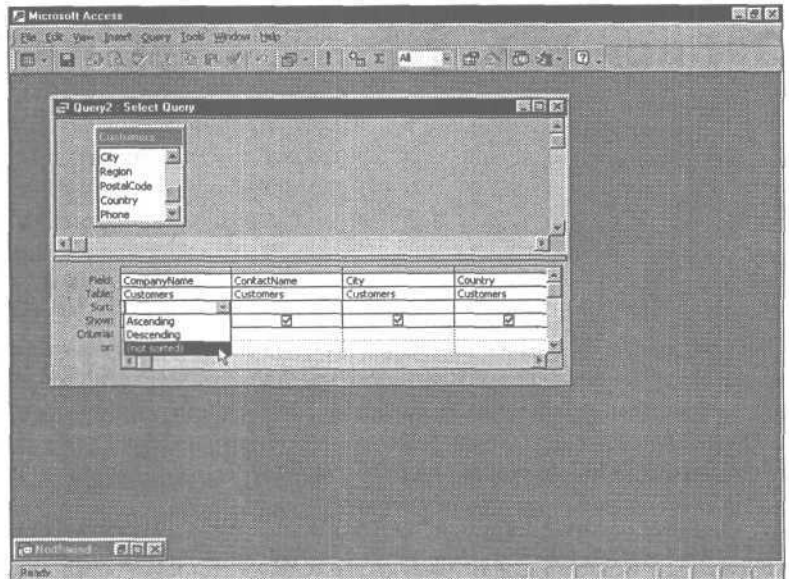 Microsoft Access
File Edit View Insert Query Tools Window Help
All
Query2 : Select Query
Customers
City
Region
PostalCode
Country
Phone
Field: CompanyName ContactName City Country
Table: Customers Customers Customers Customers
Sort:
Show: Ascending
Criteria: Descending
or: (not sorted)
Northwind
Ready